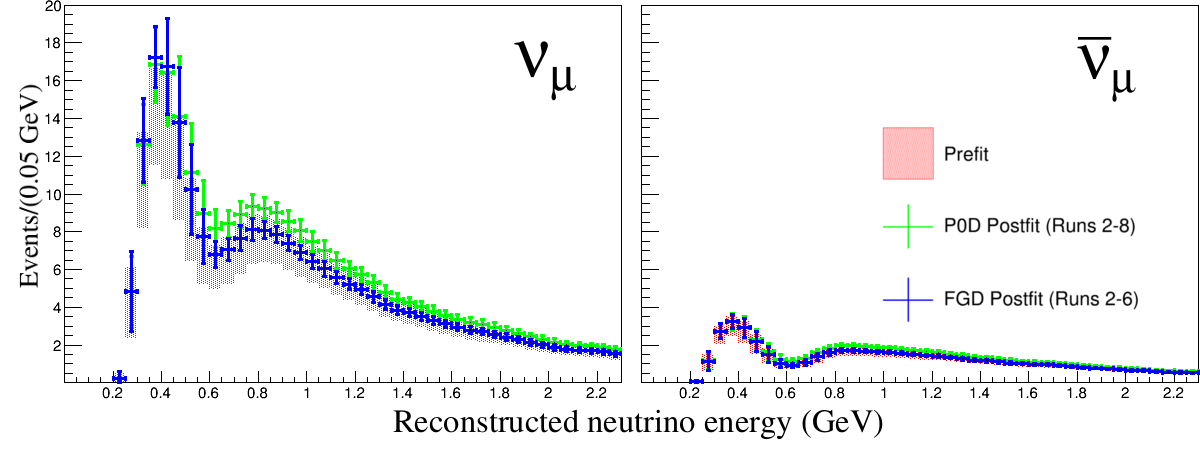 Events/(0.05 GeV)
20
18
16
14
12
10
8
6
4
2
0.2 0.4 0.6 0.8 1 1.2 1.4 1.6 1.8 2 2.2
νμ
ν̅μ
Prefit
P0D Postfit (Runs 2-8)
FGD Postfit (Runs 2-6)
0.2 0.4 0.6 0.8 1 1.2 1.4 1.6 1.8 2 2.2
Reconstructed neutrino energy (GeV)